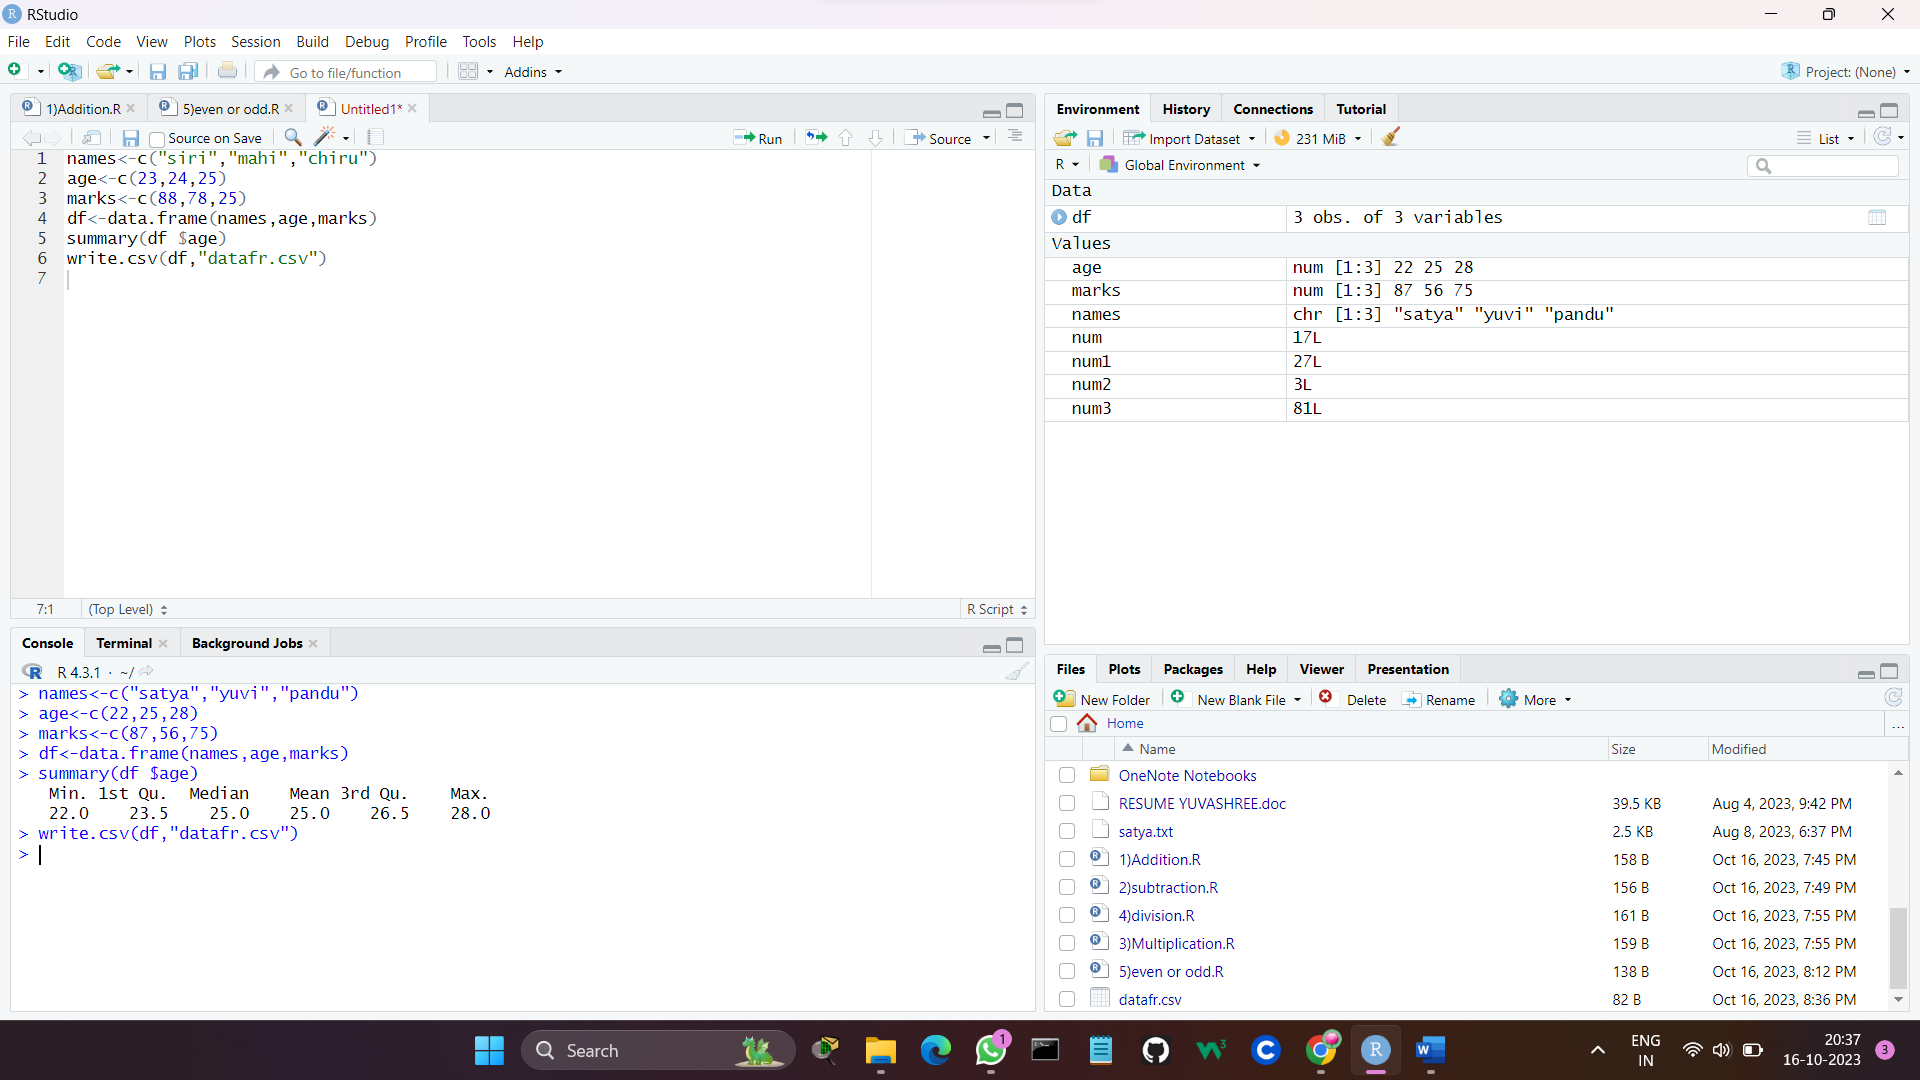 RStudio
File Edit Code View Plots Session Build Debug Profile Tools Help
Go to file/function Addins Project: (None)
1)Addition.R 5)even or odd.R Untitled1*
Source on Save Run Source
1 names<-c("siri","mahi","chiru")
2 age<-c(23,24,25)
3 marks<-c(88,78,25)
4 df<-data.frame(names,age,marks)
5 summary(df $age)
6 write.csv(df,"datafr.csv")
7
7:1 (Top Level) R Script
Console Terminal Background Jobs
R 4.3.1 · ~/
> names<-c("satya","yuvi","pandu")
> age<-c(22,25,28)
> marks<-c(87,56,75)
> df<-data.frame(names,age,marks)
> summary(df $age)
Min. 1st Qu. Median Mean 3rd Qu. Max.
22.0 23.5 25.0 25.0 26.5 28.0
> write.csv(df,"datafr.csv")
>
Environment History Connections Tutorial
Import Dataset 231 MiB List
R Global Environment
Data
df 3 obs. of 3 variables
Values
age num [1:3] 22 25 28
marks num [1:3] 87 56 75
names chr [1:3] "satya" "yuvi" "pandu"
num 17L
num1 27L
num2 3L
num3 81L
Files Plots Packages Help Viewer Presentation
New Folder New Blank File Delete Rename More
Home ...
Name Size Modified
OneNote Notebooks
RESUME YUVASHREE.doc 39.5 KB Aug 4, 2023, 9:42 PM
satya.txt 2.5 KB Aug 8, 2023, 6:37 PM
1)Addition.R 158 B Oct 16, 2023, 7:45 PM
2)subtraction.R 156 B Oct 16, 2023, 7:49 PM
4)division.R 161 B Oct 16, 2023, 7:55 PM
3)Multiplication.R 159 B Oct 16, 2023, 7:55 PM
5)even or odd.R 138 B Oct 16, 2023, 8:12 PM
datafr.csv 82 B Oct 16, 2023, 8:36 PM
Search 1 ENG 20:37
IN 16-10-2023 3